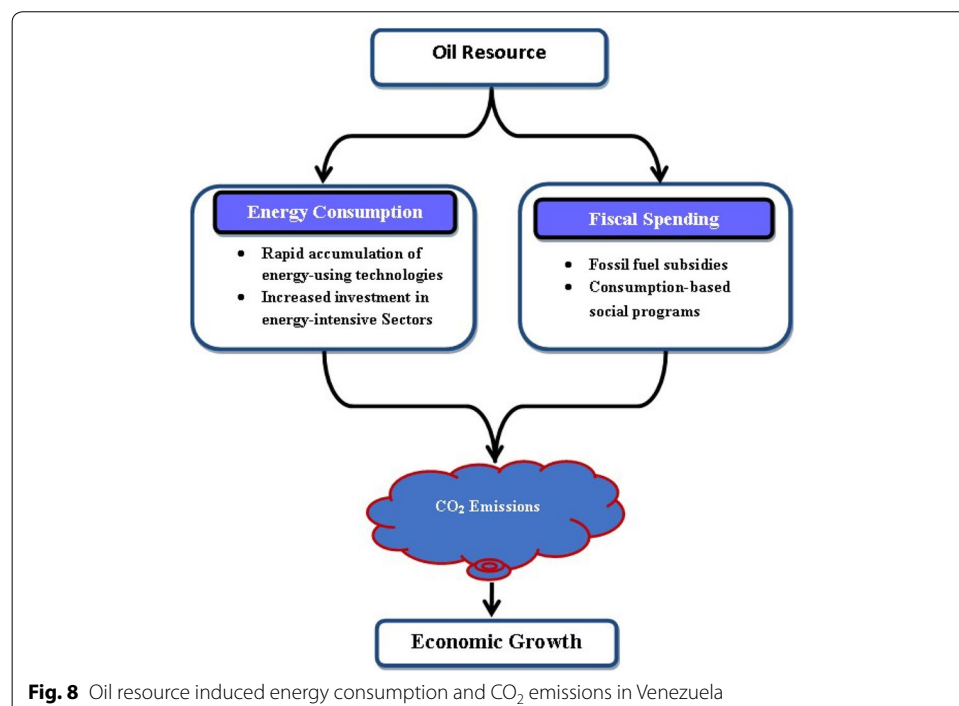 Oil Resource
Energy Consumption
• Rapid accumulation of
energy-using technologies
• Increased investment in
energy-intensive Sectors
Fiscal Spending
• Fossil fuel subsidies
• Consumption-based
social programs
CO₂ Emissions
Economic Growth
Fig. 8 Oil resource induced energy consumption and CO₂ emissions in Venezuela